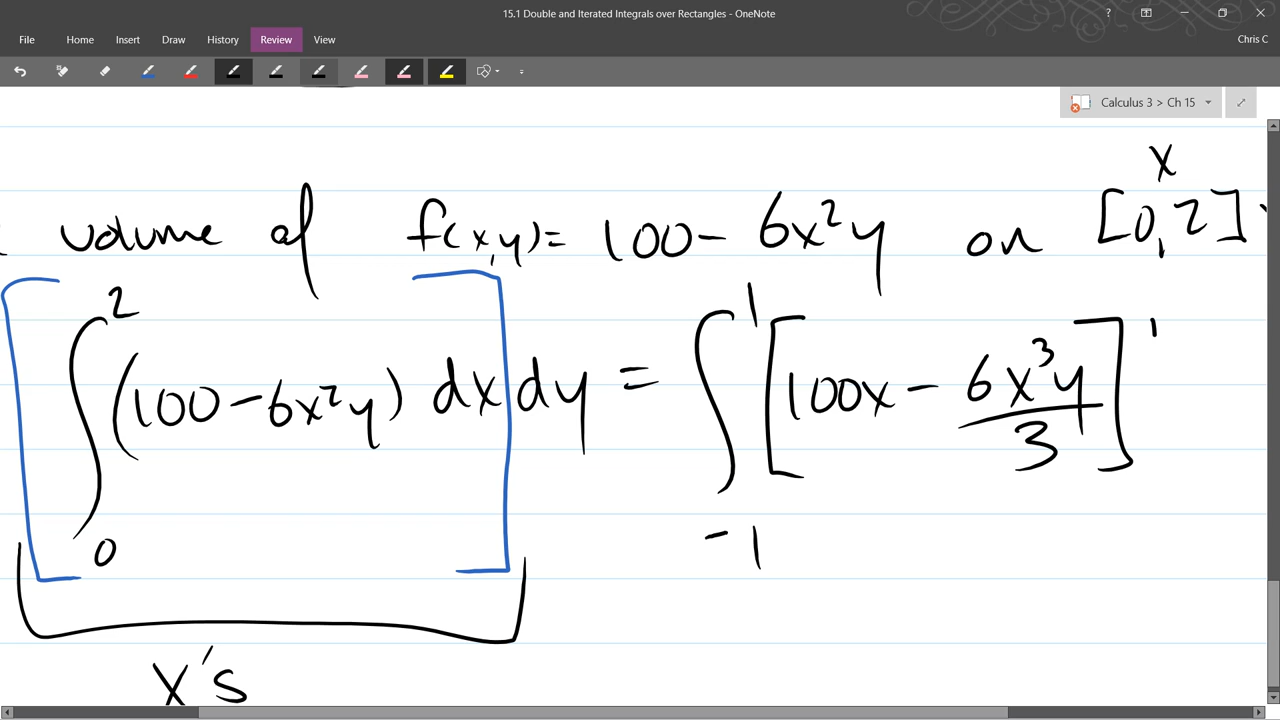 15.1 Double and Iterated Integrals over Rectangles - OneNote
File Home Insert Draw History Review View Chris C
Calculus 3 > Ch 15
x
volume of f(x,y)= 100 - 6x²y on [0,2]
[∫₀² (100-6x²y) dx] dy = ∫₋₁¹ [100x - 6x³y/3]¹
x's